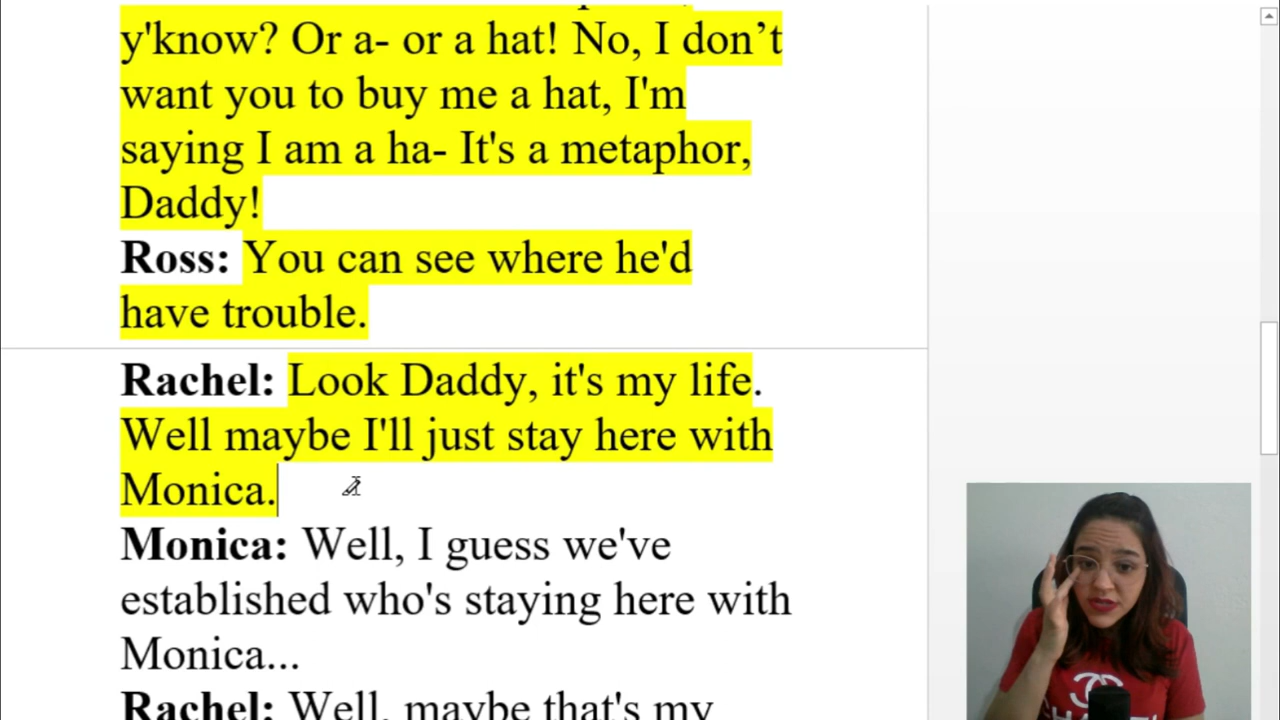 y'know? Or a- or a hat! No, I don’t
want you to buy me a hat, I'm
saying I am a ha- It's a metaphor,
Daddy!
Ross: You can see where he'd
have trouble.
Rachel: Look Daddy, it's my life.
Well maybe I'll just stay here with
Monica.
Monica: Well, I guess we've
established who's staying here with
Monica...
Rachel: Well, maybe that's my